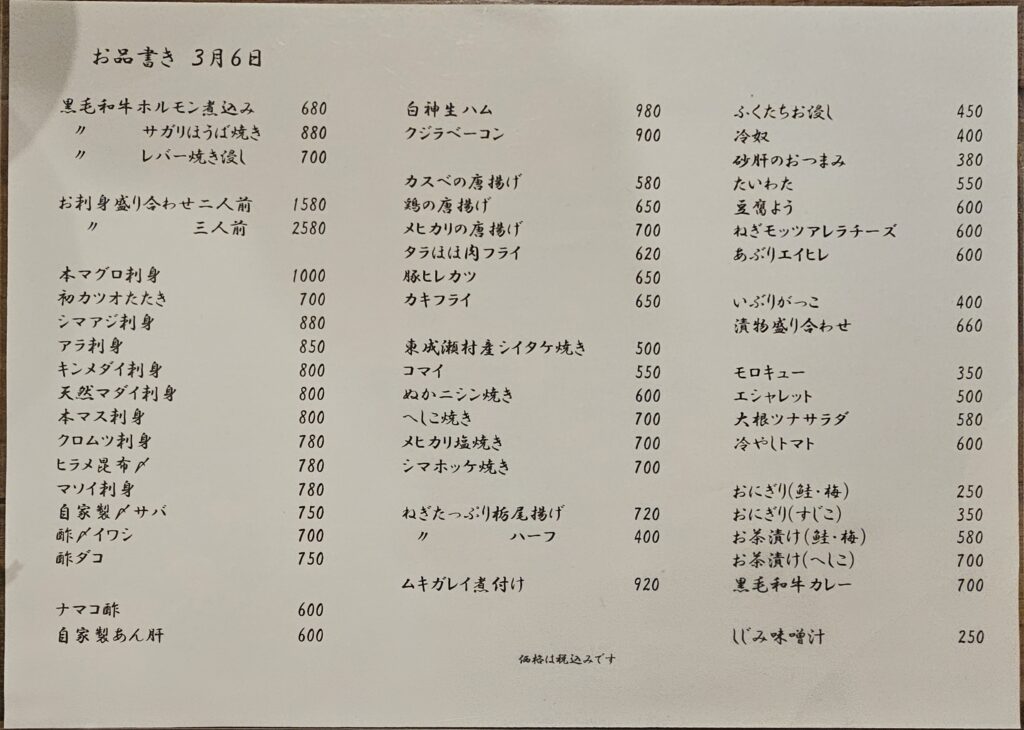 お品書き 3月6日
黒毛和牛ホルモン煮込み 680
〃 サガリほうば焼き 880
〃 レバー焼き浸し 700
お刺身盛り合わせ二人前 1580
〃 三人前 2580
本マグロ刺身 1000
初カツオたたき 700
シマアジ刺身 880
アラ刺身 850
キンメダイ刺身 800
天然マダイ刺身 800
本マス刺身 800
クロムツ刺身 780
ヒラメ昆布〆 780
マソイ刺身 780
自家製〆サバ 750
酢〆イワシ 700
酢ダコ 750
ナマコ酢 600
自家製あん肝 600
白神生ハム 980
クジラベーコン 900
カスベの唐揚げ 580
鶏の唐揚げ 650
メヒカリの唐揚げ 700
タラほほ肉フライ 620
豚ヒレカツ 650
カキフライ 650
東成瀬村産シイタケ焼き 500
コマイ 550
ぬかニシン焼き 600
へしこ焼き 700
メヒカリ塩焼き 700
シマホッケ焼き 700
ねぎたっぷり栃尾揚げ 720
〃 ハーフ 400
ムキガレイ煮付け 920
価格は税込みです
ふくたちお浸し 450
冷奴 400
砂肝のおつまみ 380
たいわた 550
豆腐よう 600
ねぎモッツアレラチーズ 600
あぶりエイヒレ 600
いぶりがっこ 400
漬物盛り合わせ 660
モロキュー 350
エシャレット 500
大根ツナサラダ 580
冷やしトマト 600
おにぎり(鮭・梅) 250
おにぎり(すじこ) 350
お茶漬け(鮭・梅) 580
お茶漬け(へしこ) 700
黒毛和牛カレー 700
しじみ味噌汁 250